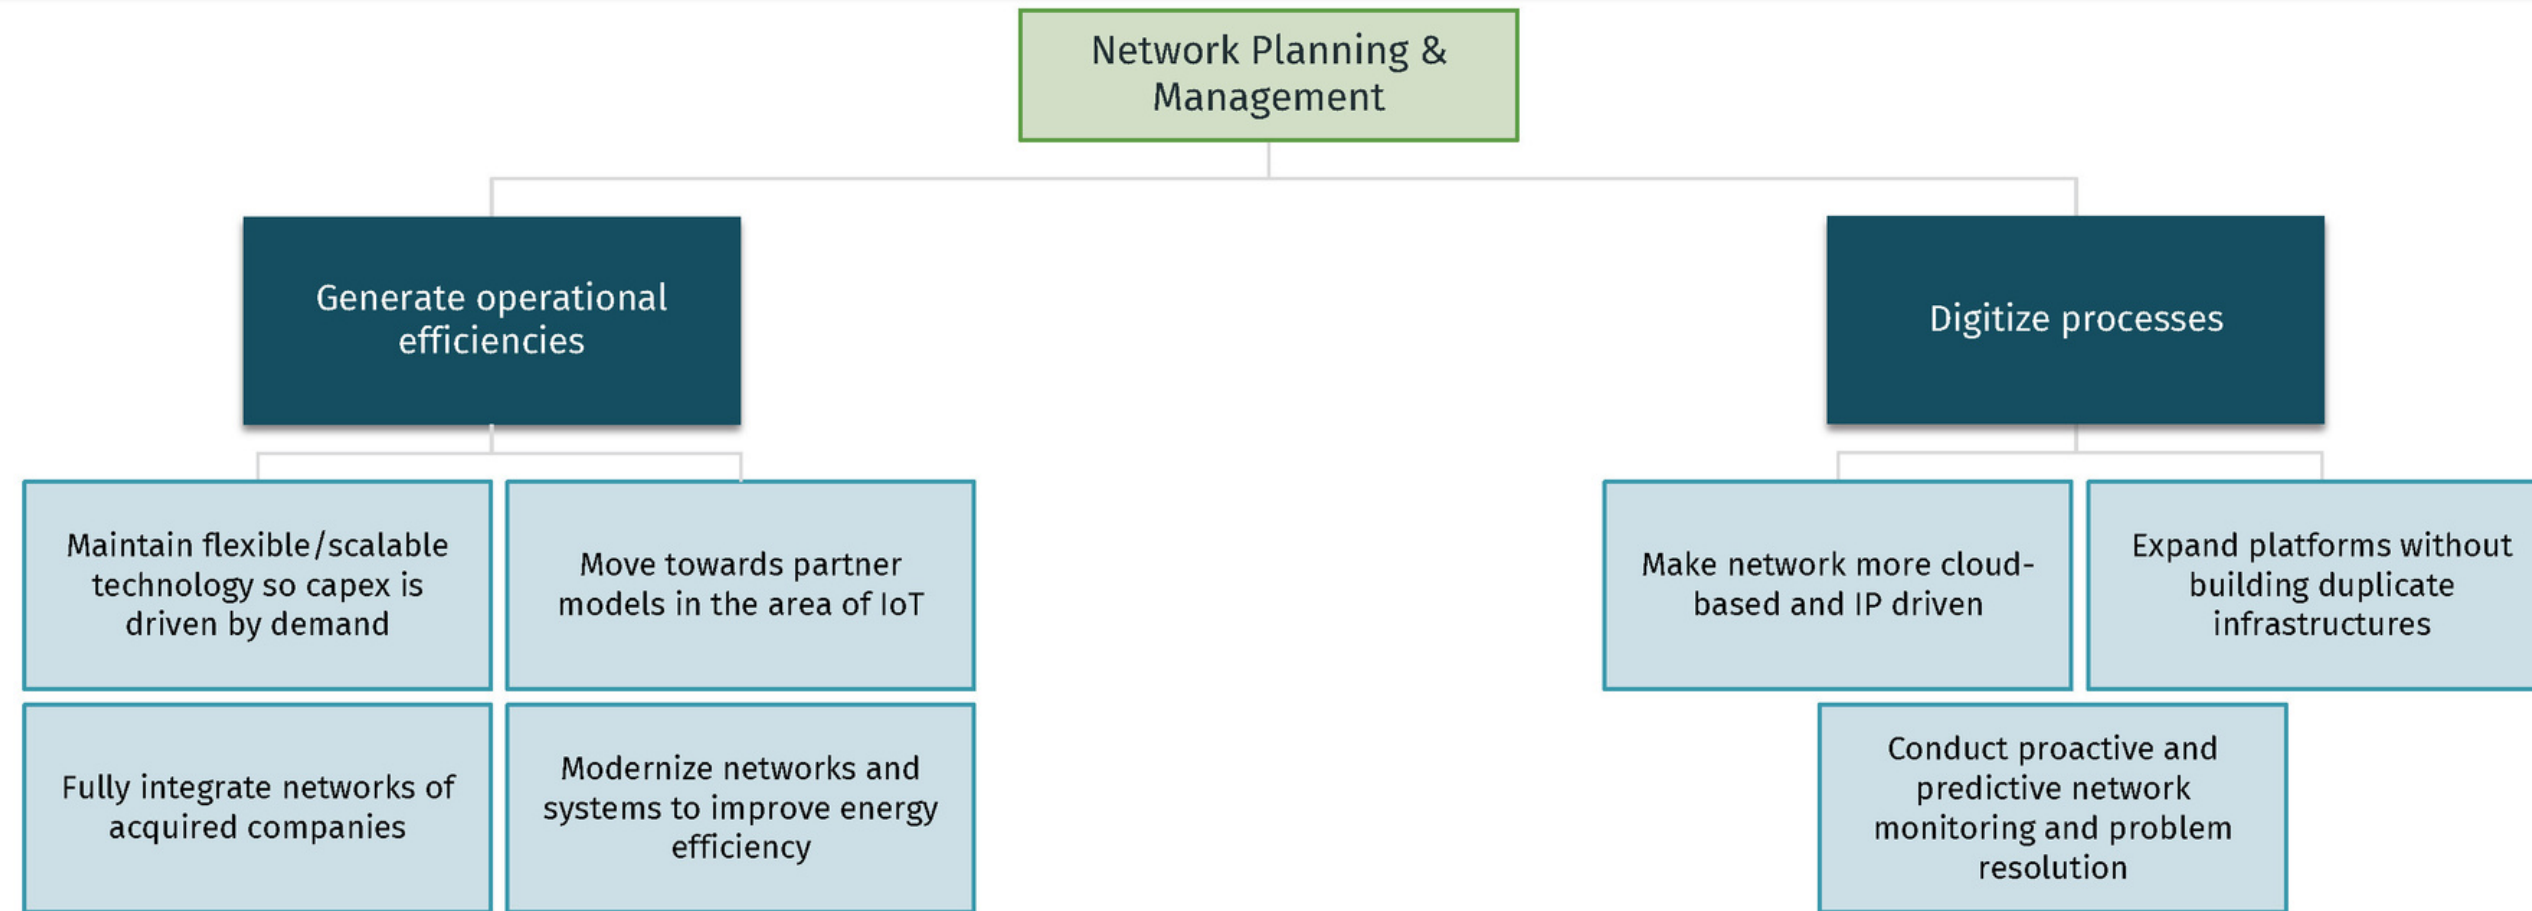 Network Planning &
Management
Generate operational
efficiencies
Digitize processes
Maintain flexible/scalable
technology so capex is
driven by demand
Move towards partner
models in the area of IoT
Make network more cloud-
based and IP driven
Expand platforms without
building duplicate
infrastructures
Fully integrate networks of
acquired companies
Modernize networks and
systems to improve energy
efficiency
Conduct proactive and
predictive network
monitoring and problem
resolution